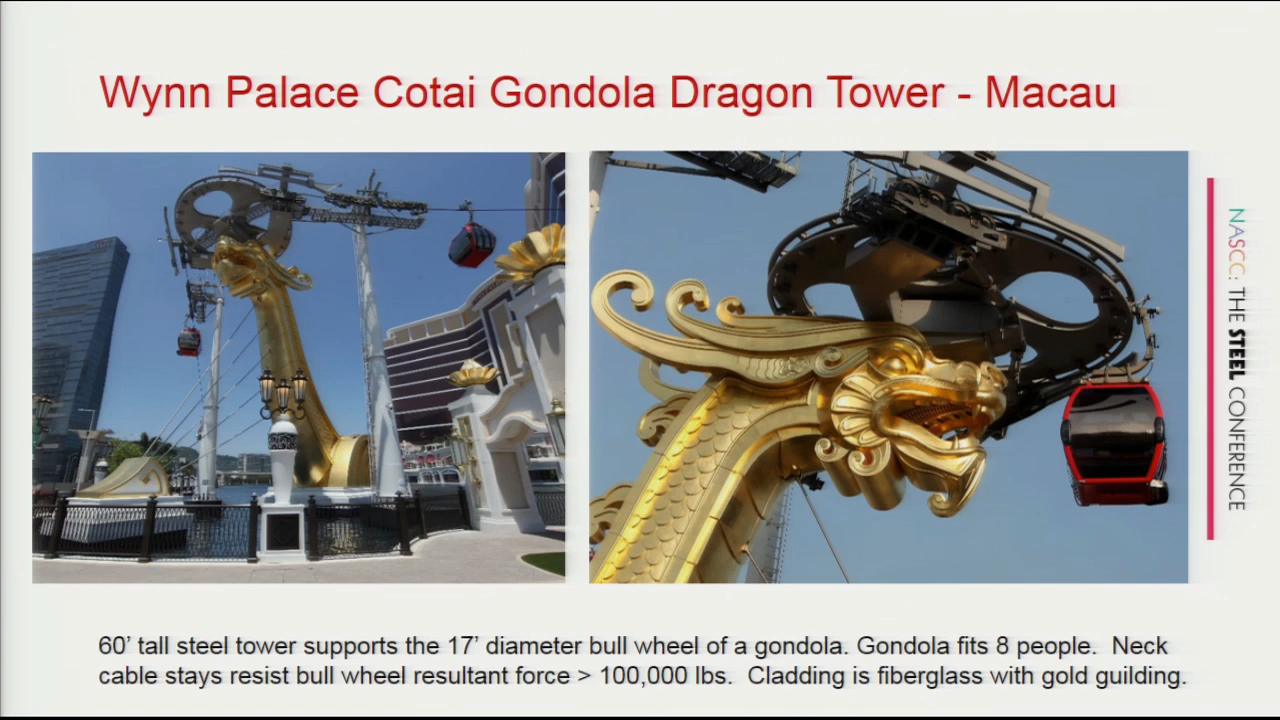 Wynn Palace Cotai Gondola Dragon Tower - Macau
NASCC: THE STEEL CONFERENCE
60’ tall steel tower supports the 17’ diameter bull wheel of a gondola. Gondola fits 8 people. Neck
cable stays resist bull wheel resultant force > 100,000 lbs. Cladding is fiberglass with gold guilding.